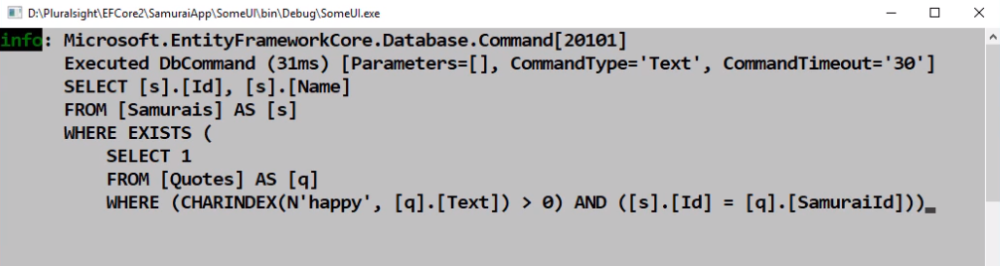 D:\Pluralsight\EFCore2\SamuraiApp\SomeUI\bin\Debug\SomeUI.exe
info: Microsoft.EntityFrameworkCore.Database.Command[20101]
Executed DbCommand (31ms) [Parameters=[], CommandType='Text', CommandTimeout='30']
SELECT [s].[Id], [s].[Name]
FROM [Samurais] AS [s]
WHERE EXISTS (
SELECT 1
FROM [Quotes] AS [q]
WHERE (CHARINDEX(N'happy', [q].[Text]) > 0) AND ([s].[Id] = [q].[SamuraiId]))